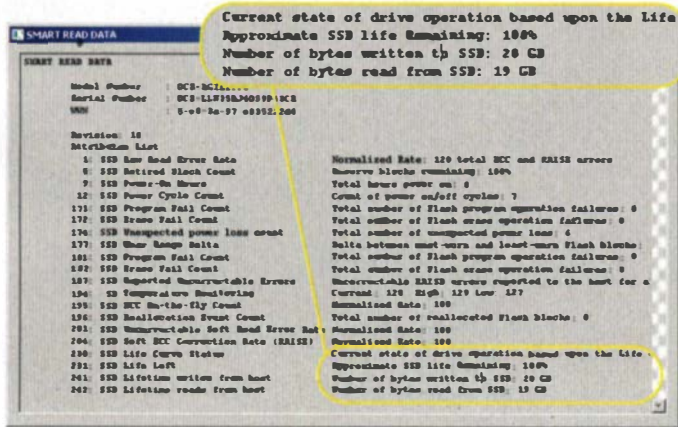 Current state of drive operation based upon the Life
Approximate SSD life Remaining: 100%
Number of bytes written to SSD: 20 GB
Number of bytes read from SSD: 19 GB
SMART READ DATA
SMART READ DATA
Model Number :
Serial Number :
WWN :
Revision: 10
Attributes List
1: SSD Raw Read Error Rate Normalized Rate: 120 total ECC and RAISE errors
5: SSD Retired Block Count Reserve blocks remaining: 100%
9: SSD Power-On Hours Total hours power on: 6
12: SSD Power Cycle Count Count of power on/off cycles: 7
171: SSD Program Fail Count Total number of Flash program operation failures: 0
172: SSD Erase Fail Count Total number of Flash erase operation failures: 0
174: SSD Unexpected power loss count Total number of unexpected power loss: 6
177: SSD Wear Range Delta Delta between most-worn and least-worn Flash blocks:
181: SSD Program Fail Count Total number of Flash program operation failures: 0
182: SSD Erase Fail Count Total number of Flash erase operation failures: 0
187: SSD Reported Uncorrectable Errors Uncorrectable RAISE errors reported to the host for a
194: SSD Temperature Monitoring Current: 128 High: 129 Low: 127
195: SSD ECC On-the-fly Count Normalized Rate: 100
196: SSD Reallocation Event Count Total number of reallocated Flash blocks: 0
201: SSD Uncorrectable Soft Read Error Rate Normalized Rate: 100
204: SSD Soft ECC Correction Rate (RAISE) Normalized Rate: 100
230: SSD Life Curve Status Current state of drive operation based upon the Life
231: SSD Life Left Approximate SSD life Remaining: 100%
241: SSD Lifetime writes from host Number of bytes written to SSD: 20 GB
242: SSD Lifetime reads from host Number of bytes read from SSD: 19 GB